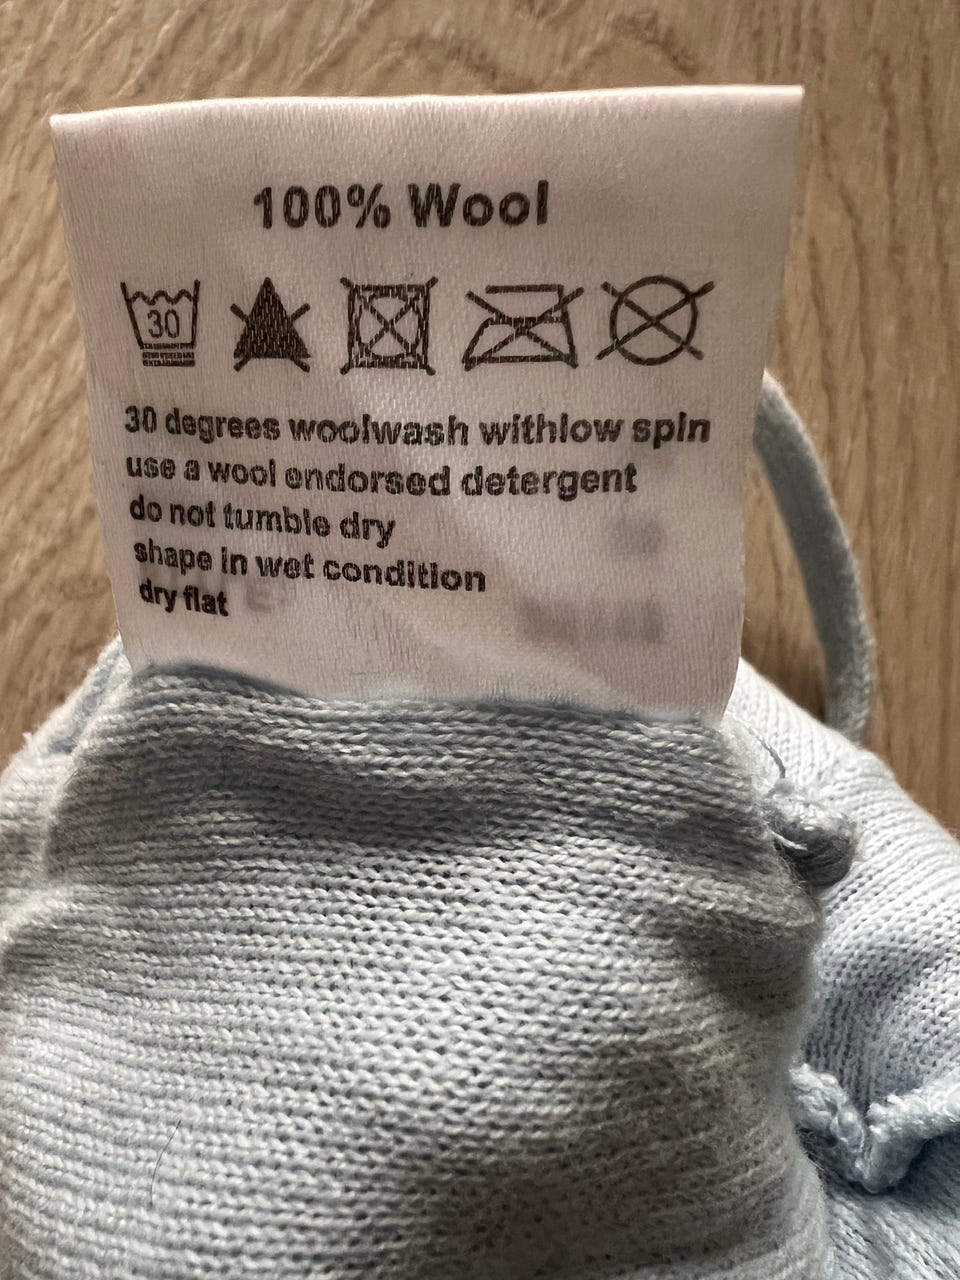 100% Wool
30
30 degrees woolwash withlow spin
use a wool endorsed detergent
do not tumble dry
shape in wet condition
dry flat